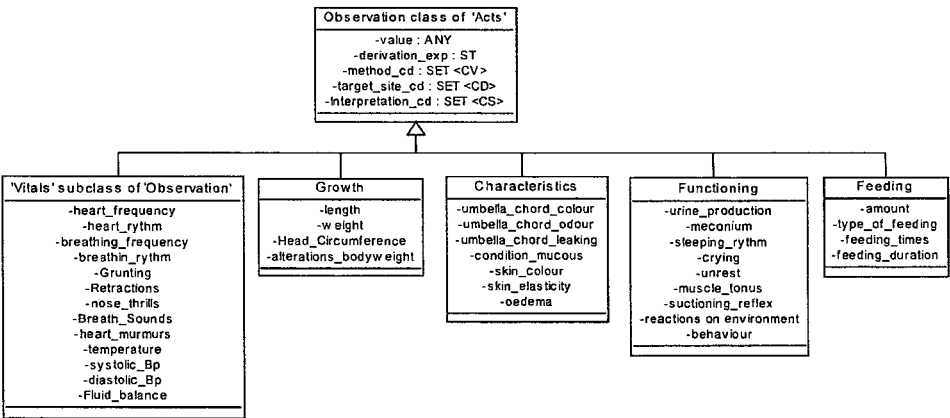 Observation class of 'Acts'
-value : ANY
-derivation_exp : ST
-method_cd : SET <CV>
-target_site_cd : SET <CD>
-Interpretation_cd : SET <CS>
'Vitals' subclass of 'Observation'
-heart_frequency
-heart_rythm
-breathing_frequency
-breathin_rythm
-Grunting
-Retractions
-nose_thrills
-Breath_Sounds
-heart_murmurs
-temperature
-systolic_Bp
-diastolic_Bp
-Fluid_balance
Growth
-length
-weight
-Head_Circumference
-alterations_bodyweight
Characteristics
-umbella_chord_colour
-umbella_chord_odour
-umbella_chord_leaking
-condition_mucous
-skin_colour
-skin_elasticity
-oedema
Functioning
-urine_production
-meconium
-sleeping_rythm
-crying
-unrest
-muscle_tonus
-suctioning_reflex
-reactions on environment
-behaviour
Feeding
-amount
-type_of_feeding
-feeding_times
-feeding_duration